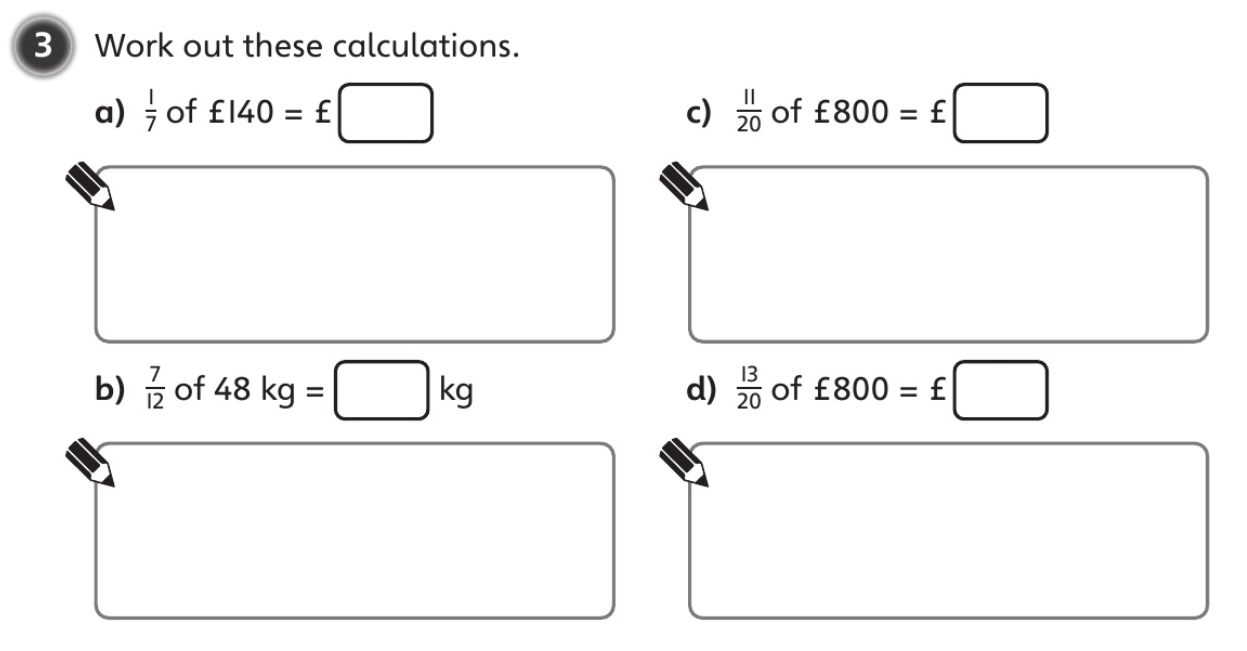 3 Work out these calculations.
a) 1/7 of £140 = £
c) 11/20 of £800 = £
b) 7/12 of 48 kg = kg
d) 13/20 of £800 = £